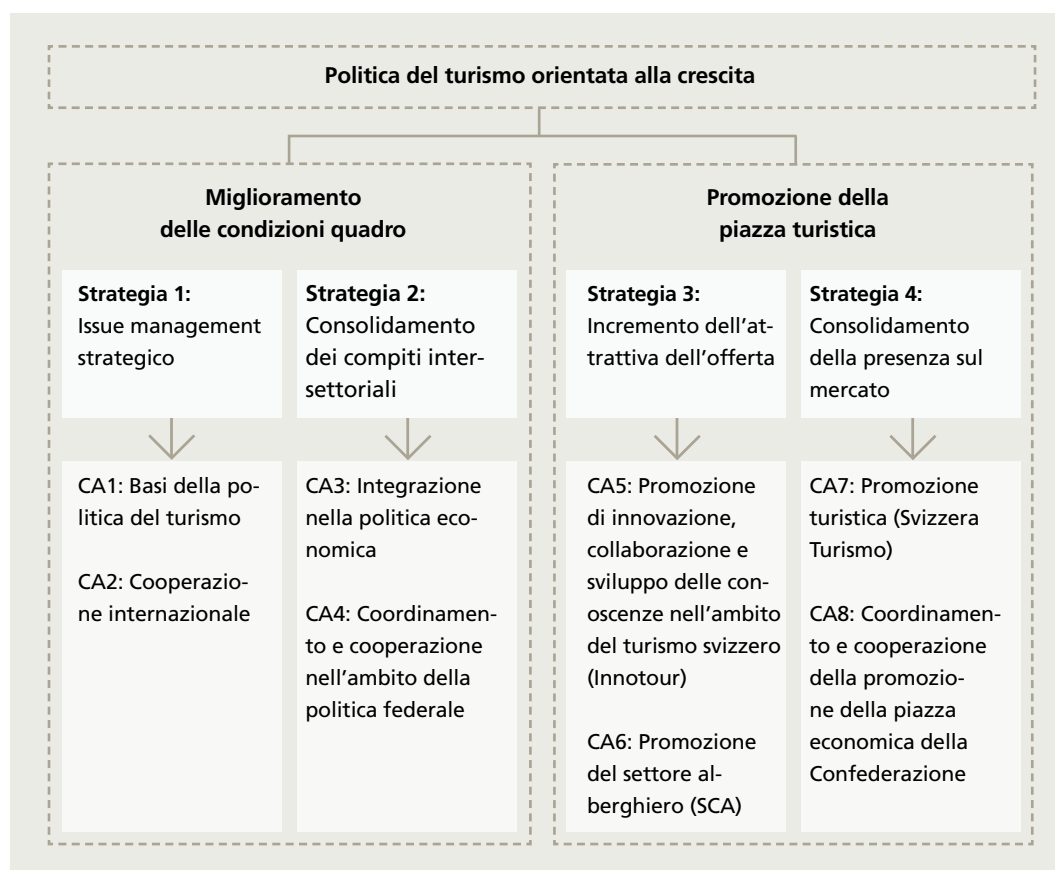 Politica del turismo orientata alla crescita
Miglioramento
delle condizioni quadro
Strategia 1:
Issue management
strategico
CA1: Basi della po-
litica del turismo
CA2: Cooperazio-
ne internazionale
Strategia 2:
Consolidamento
dei compiti inter-
settoriali
CA3: Integrazione
nella politica eco-
nomica
CA4: Coordinamen-
to e cooperazione
nell'ambito della
politica federale
Promozione della
piazza turistica
Strategia 3:
Incremento dell'at-
trattiva dell'offerta
CA5: Promozione
di innovazione,
collaborazione e
sviluppo delle con-
oscenze nell'ambito
del turismo svizzero
(Innotour)
CA6: Promozione
del settore al-
berghiero (SCA)
Strategia 4:
Consolidamento
della presenza sul
mercato
CA7: Promozione
turistica (Svizzera
Turismo)
CA8: Coordinamen-
to e cooperazione
della promozio-
ne della piazza
economica della
Confederazione